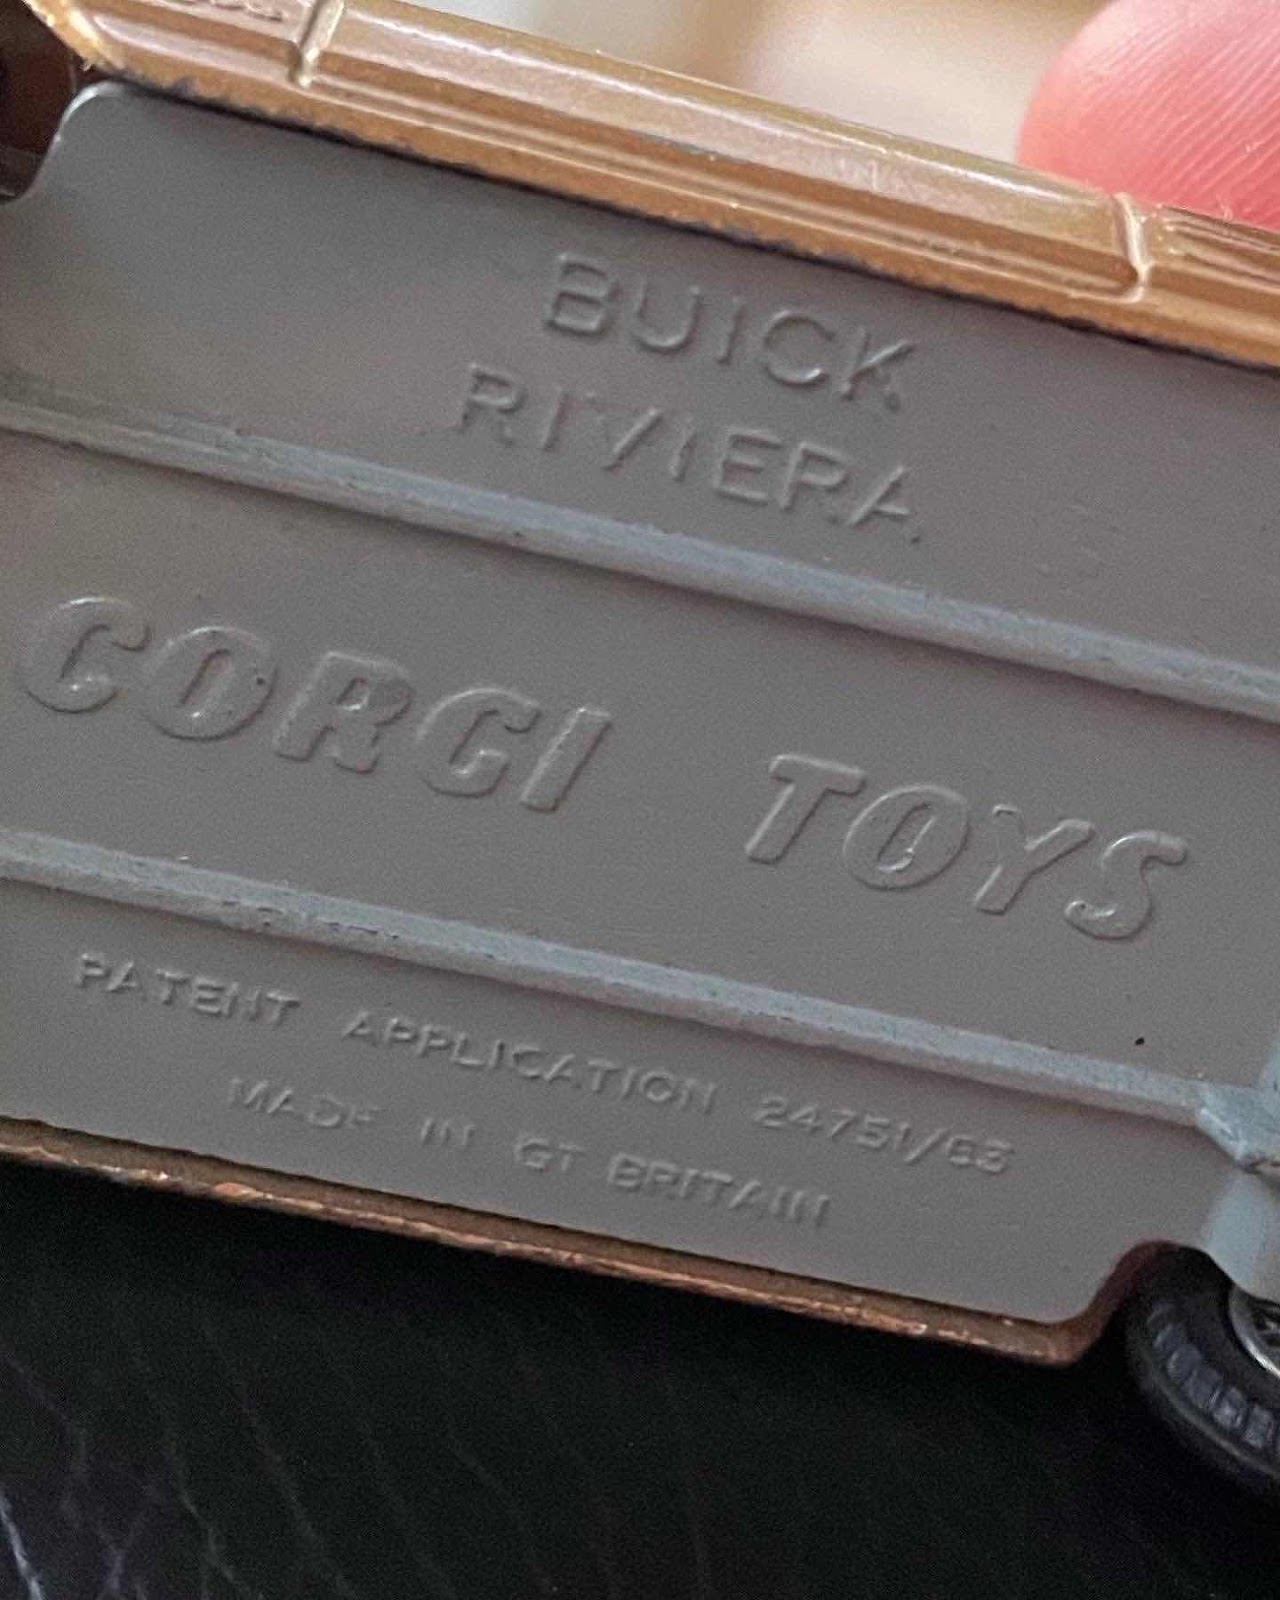 BUICK
RIVIERA
CORGI TOYS
PATENT APPLICATION 24751/63
MADE IN GT BRITAIN